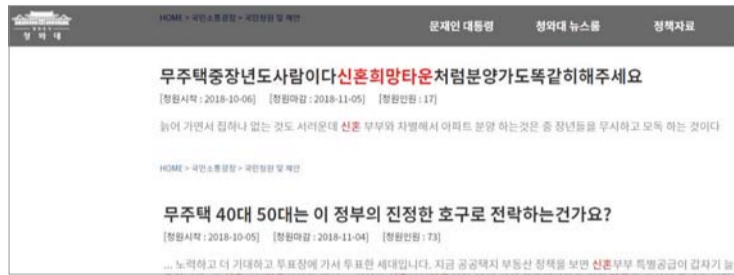 HOME > 국민소통광장 > 국민청원 및 제안
청와대
문재인 대통령 청와대 뉴스룸 정책자료
무주택중장년도사람이다신혼희망타운처럼분양가도똑같히해주세요
[청원시작 : 2018-10-06] [청원마감 : 2018-11-05] [청원인원 : 17]
늙어 가면서 집하나 없는 것도 서러운데 신혼 부부와 차별해서 아파트 분양 하는것은 중 장년들을 무시하고 모독 하는 것이다
HOME > 국민소통광장 > 국민청원 및 제안
무주택 40대 50대는 이 정부의 진정한 호구로 전락하는건가요?
[청원시작 : 2018-10-05] [청원마감 : 2018-11-04] [청원인원 : 73]
... 노력하고 더 기대하고 투표장에 가서 투표한 세대입니다. 지금 공공택지 부동산 정책을 보면 신혼부부 특별공급이 갑자기 늘